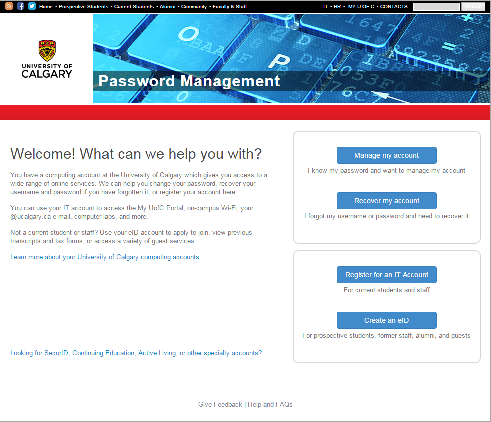 Home • Prospective Students • Current Students • Alumni • Community • Faculty & Staff
IT • HR • MY U OF C • CONTACTS
UNIVERSITY OF
CALGARY
Password Management
Welcome! What can we help you with?
You have a computing account at the University of Calgary which gives you access to a
wide range of online services. We can help you change your password, recover your
username and password if you have forgotten it, or register your account here.
You can use your IT account to access the My UofC Portal, on-campus Wi-Fi, your
@ucalgary.ca e-mail, computer labs, and more.
Not a current student or staff? Use your eID account to apply to join, view previous
transcripts and tax forms, or access a variety of guest services.
Learn more about your University of Calgary computing accounts.
Looking for SecurID, Continuing Education, Active Living, or other specialty accounts?
Manage my account
I know my password and want to manage my account
Recover my account
I forgot my username or password and need to recover it
Register for an IT Account
For current students and staff
Create an eID
For prospective students, former staff, alumni, and guests
Give Feedback | Help and FAQs